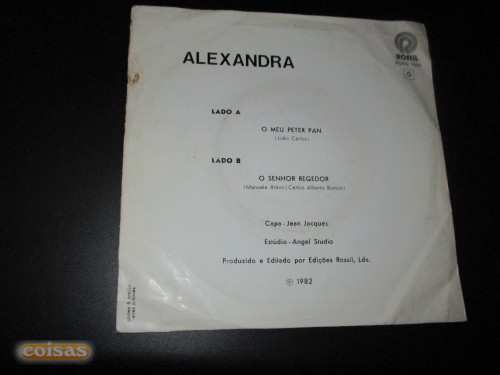 ROSSIL
ALEXANDRA
LADO A
O MEU PETER PAN
(João Carlos)
LADO B
O SENHOR REGEDOR
(Manuela Bravo/Carlos Alberto Ramos)
Capa - Jean Jacques
Estúdio - Angel Studio
Produzido e Editado por Edições Rossil, Lda.
℗ 1982
coisas